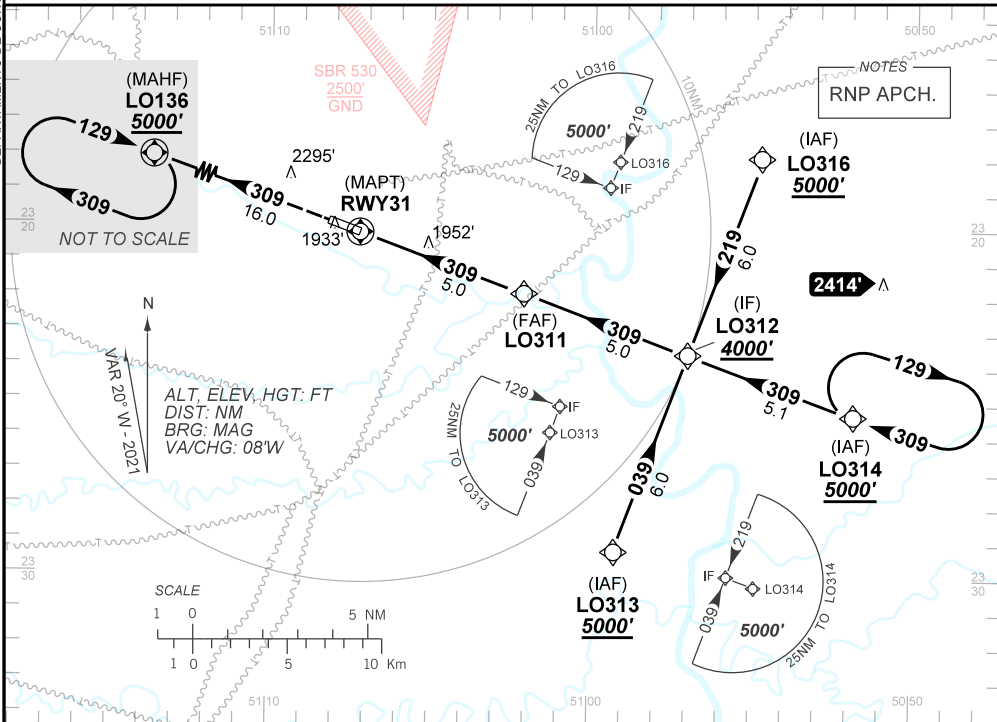 51|10
51|00
50|50
(MAHF)
LO136
5000'
129
309
NOT TO SCALE
SBR 530
2500'
GND
25NM TO LO316
5000'
219
LO316
129
IF
10NM
NOTES
RNP APCH.
(IAF)
LO316
5000'
2295'
309
16.0
(MAPT)
RWY31
1933'
1952'
309
5.0
219
6.0
2414'
23
20
23
20
(FAF)
LO311
309
5.0
(IF)
LO312
4000'
309
5.1
129
309
(IAF)
LO314
5000'
N
VAR 20° W - 2021
ALT, ELEV, HGT: FT
DIST: NM
BRG: MAG
VA/CHG: 08'W
129
IF
5000'
LO313
039
25NM TO LO313
039
6.0
(IAF)
LO313
5000'
219
IF
LO314
039
5000'
25NM TO LO314
23
30
23
30
SCALE
1 0 5 NM
1 0 5 10 Km
51|10
51|00
50|50